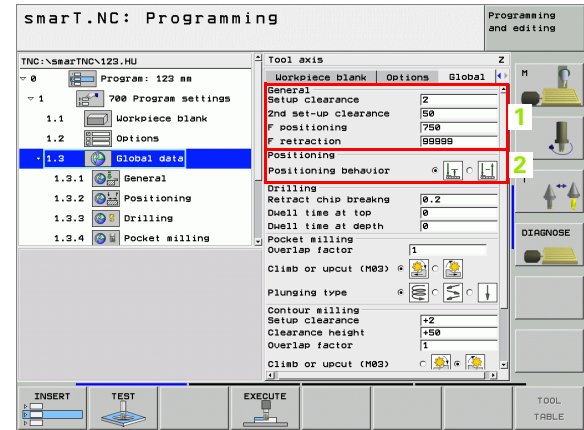 smarT.NC: Programming
Programming
and editing
TNC:\smarTNC\123.HU
0 Program: 123 mm
1 700 Program settings
1.1 Workpiece blank
1.2 Options
1.3 Global data
1.3.1 General
1.3.2 Positioning
1.3.3 Drilling
1.3.4 Pocket milling
Tool axis Z
Workpiece blank Options Global
General
Setup clearance 2
2nd set-up clearance 50
F positioning 750
F retraction 99999
1
Positioning
Positioning behavior
2
Drilling
Retract chip breakng 0.2
Dwell time at top 0
Dwell time at depth 0
Pocket milling
Overlap factor 1
Climb or upcut (M03)
Plunging type
Contour milling
Setup clearance +2
Clearance height +50
Overlap factor 1
Climb or upcut (M03)
M
DIAGNOSE
INSERT
TEST
EXECUTE
TOOL
TABLE